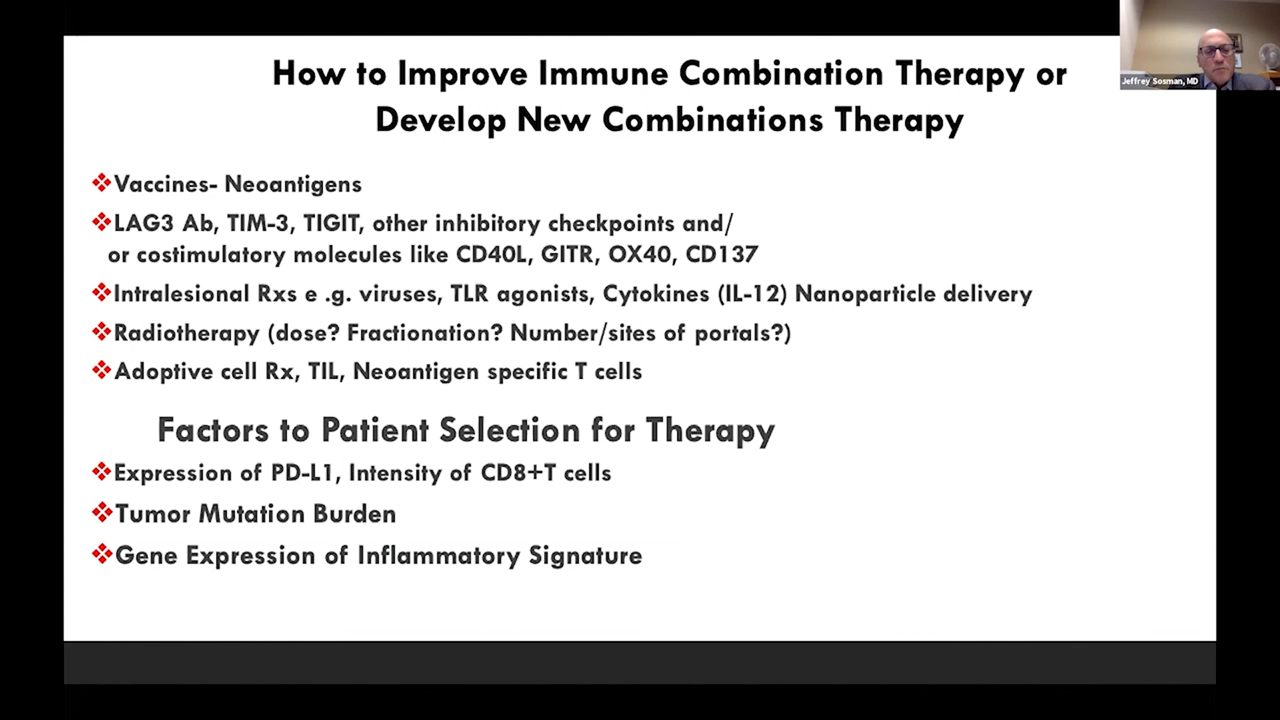 How to Improve Immune Combination Therapy or
Develop New Combinations Therapy
Jeffrey Sosman, MD
Vaccines- Neoantigens
LAG3 Ab, TIM-3, TIGIT, other inhibitory checkpoints and/
or costimulatory molecules like CD40L, GITR, OX40, CD137
Intralesional Rxs e .g. viruses, TLR agonists, Cytokines (IL-12) Nanoparticle delivery
Radiotherapy (dose? Fractionation? Number/sites of portals?)
Adoptive cell Rx, TIL, Neoantigen specific T cells
Factors to Patient Selection for Therapy
Expression of PD-L1, Intensity of CD8+T cells
Tumor Mutation Burden
Gene Expression of Inflammatory Signature